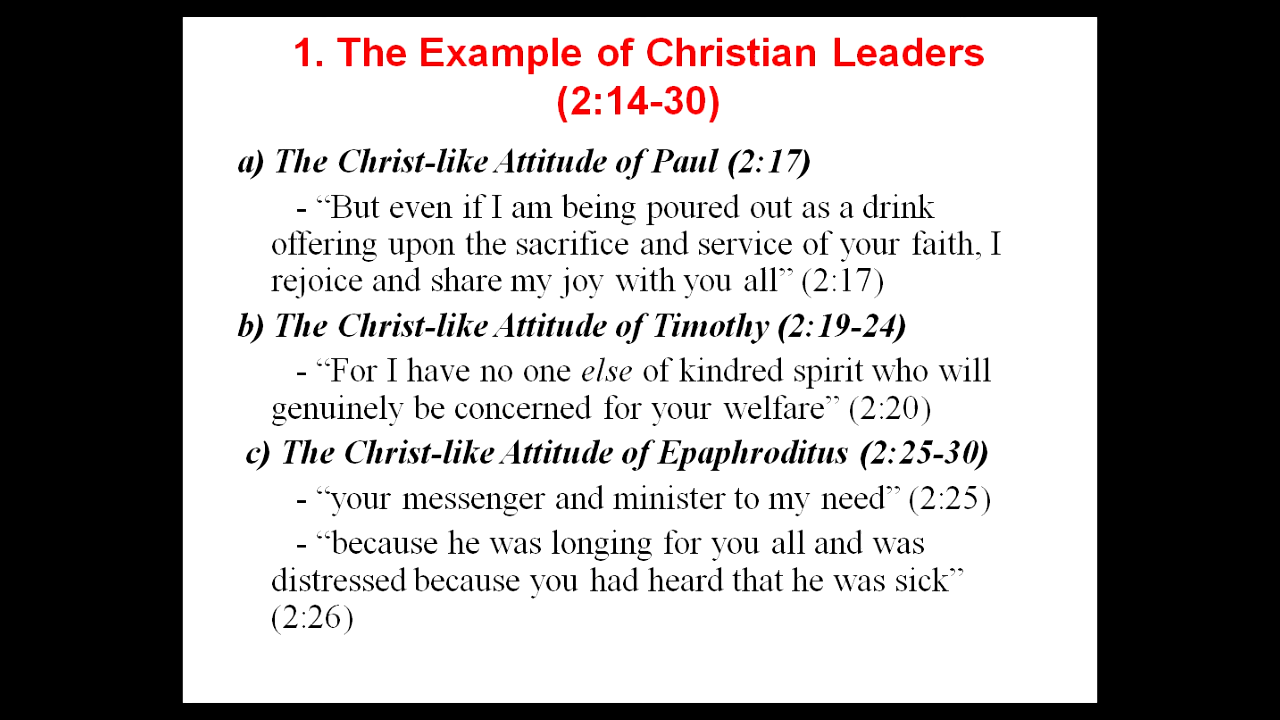 1. The Example of Christian Leaders
(2:14-30)
a) The Christ-like Attitude of Paul (2:17)
- “But even if I am being poured out as a drink
offering upon the sacrifice and service of your faith, I
rejoice and share my joy with you all” (2:17)
b) The Christ-like Attitude of Timothy (2:19-24)
- “For I have no one else of kindred spirit who will
genuinely be concerned for your welfare” (2:20)
c) The Christ-like Attitude of Epaphroditus (2:25-30)
- “your messenger and minister to my need” (2:25)
- “because he was longing for you all and was
distressed because you had heard that he was sick”
(2:26)